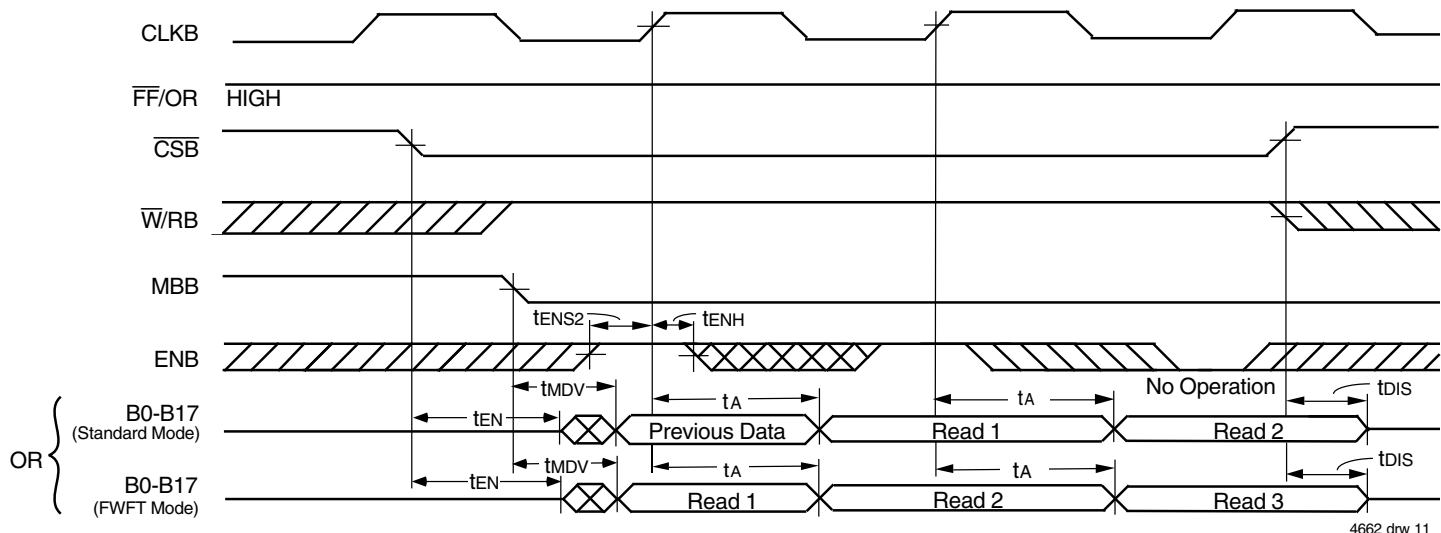 CLKB
F̅F̅/OR HIGH
C̅S̅B̅
W̅/RB
MBB
tENS2 tENH
ENB
No Operation
tMDV
tA tA tDIS
tEN
B0-B17
(Standard Mode)
Previous Data Read 1 Read 2
OR
tMDV
tA tA tDIS
tEN
B0-B17
(FWFT Mode)
Read 1 Read 2 Read 3
4662 drw 11